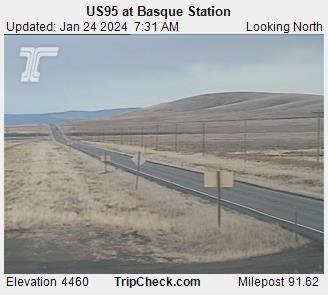 US95 at Basque Station
Updated: Jan 24 2024 7:31 AM Looking North
Elevation 4460 TripCheck.com Milepost 91.62